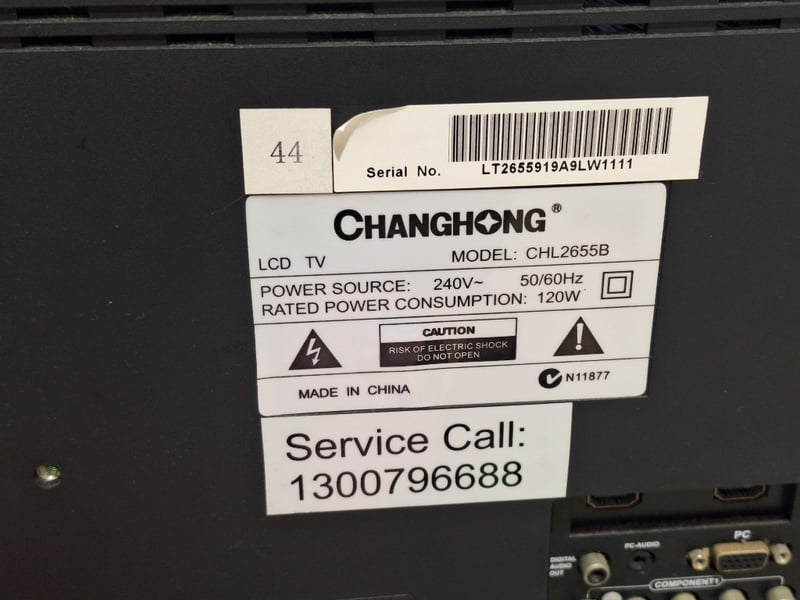 44
Serial No.
LT2655919A9LW1111
CHANGHONG®
LCD TV MODEL: CHL2655B
POWER SOURCE: 240V~ 50/60Hz
RATED POWER CONSUMPTION: 120W
CAUTION
RISK OF ELECTRIC SHOCK
DO NOT OPEN
MADE IN CHINA
N11877
Service Call:
1300796688
DIGITAL
AUDIO
OUT
PC-AUDIO
PC
COMPONENT1